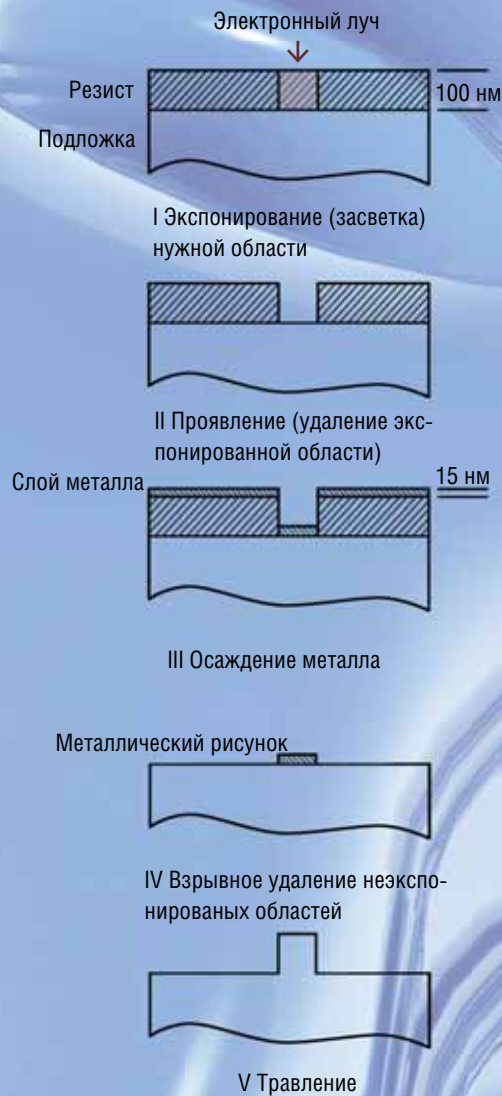 Электронный луч
Резист
100 нм
Подложка
I Экспонирование (засветка)
нужной области
II Проявление (удаление экс-
понированной области)
Слой металла
15 нм
III Осаждение металла
Металлический рисунок
IV Взрывное удаление неэкспо-
нированых областей
V Травление